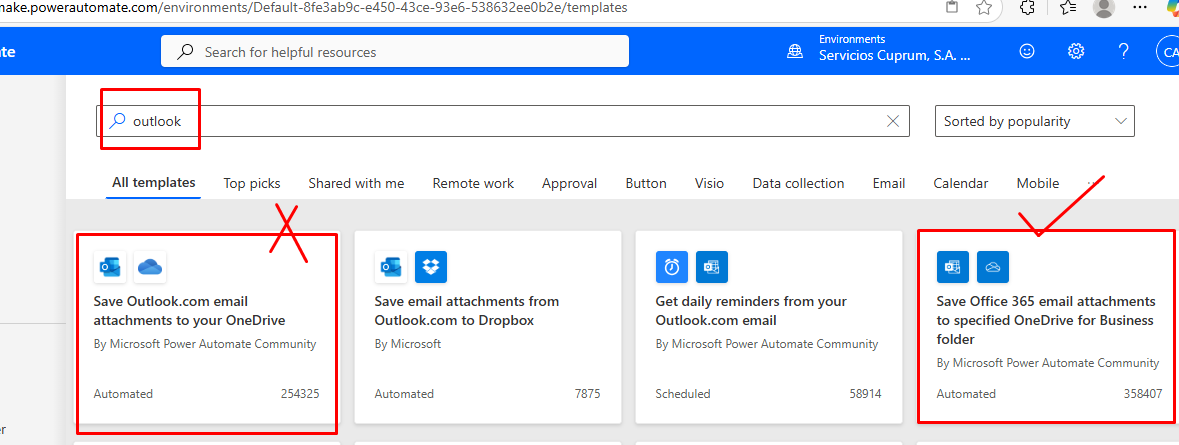 make.powerautomate.com/environments/Default-8fe3ab9c-e450-43ce-93e6-538632ee0b2e/templates
ate
Search for helpful resources
Environments
Servicios Cuprum, S.A. ...
CA
outlook
Sorted by popularity
All templates Top picks Shared with me Remote work Approval Button Visio Data collection Email Calendar Mobile
Save Outlook.com email
attachments to your OneDrive
By Microsoft Power Automate Community
Automated 254325
Save email attachments from
Outlook.com to Dropbox
By Microsoft
Automated 7875
Get daily reminders from your
Outlook.com email
By Microsoft Power Automate Community
Scheduled 58914
Save Office 365 email attachments
to specified OneDrive for Business
folder
By Microsoft Power Automate Community
Automated 358407
er